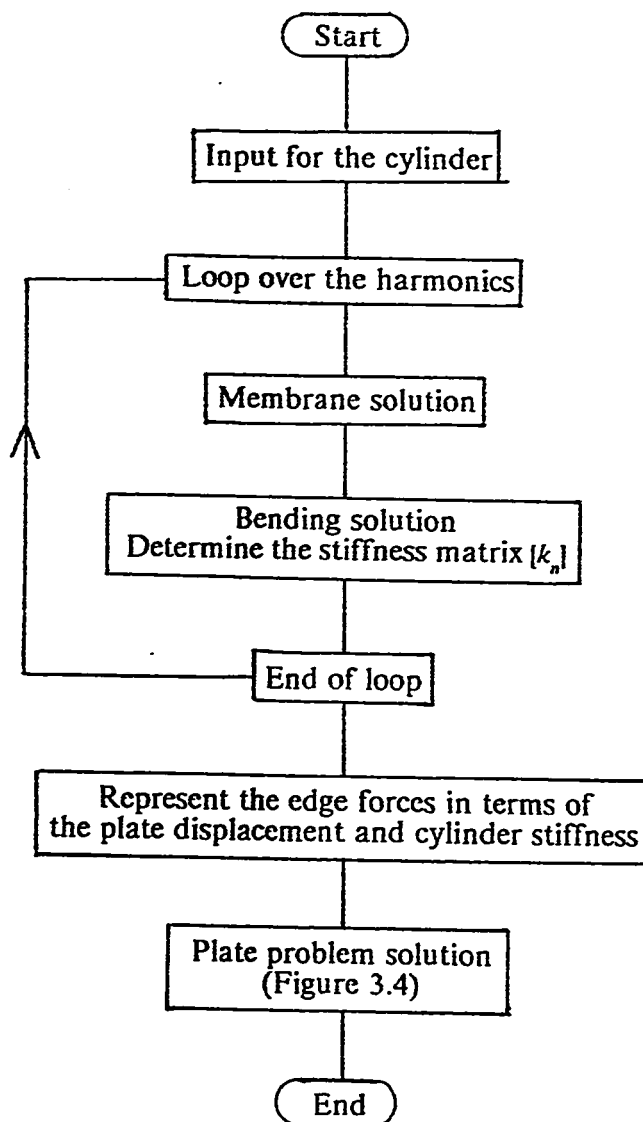 Start
Input for the cylinder
Loop over the harmonics
Membrane solution
Bending solution
Determine the stiffness matrix [kₙ]
End of loop
Represent the edge forces in terms of
the plate displacement and cylinder stiffness
Plate problem solution
(Figure 3.4)
End